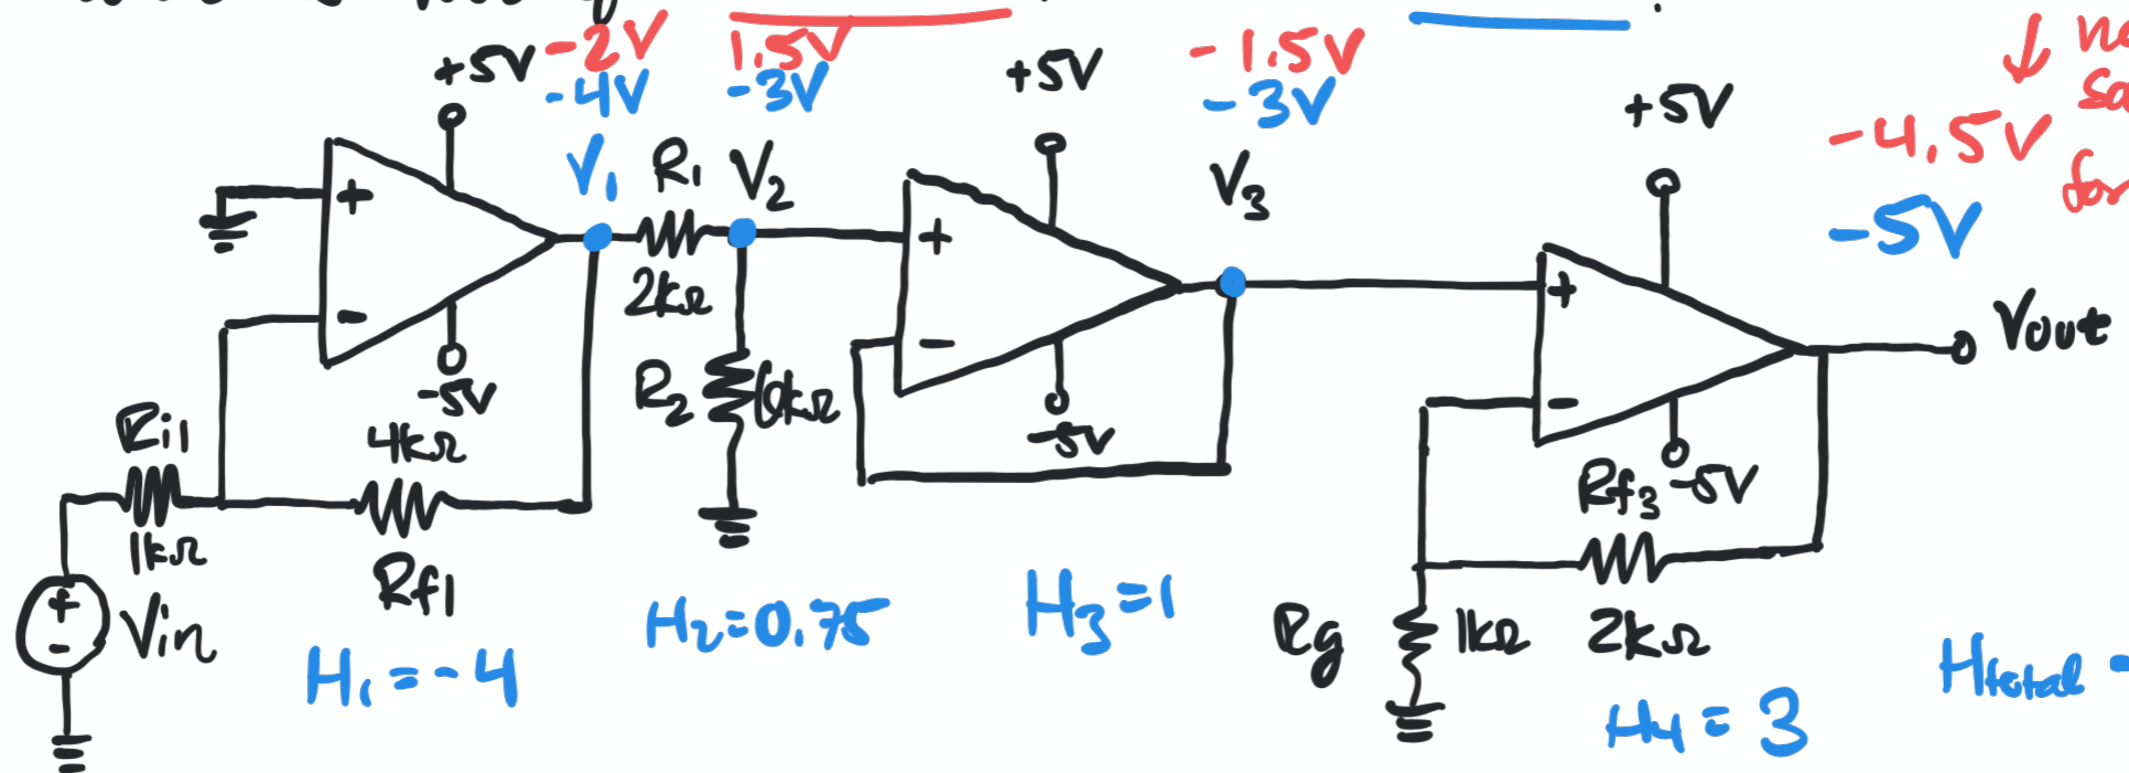 +5V
-2V
-4V
V1
R1
2kΩ
1.5V
-3V
V2
+
-
-5V
Ri1
1kΩ
4kΩ
Rf1
+
-
Vin
H1 = -4
R2
H2=0.75
+5V
+
-
-5V
-1.5V
-3V
V3
H3=1
+5V
+
-
-5V
-4.5V
-5V
Vout
Rf3
2kΩ
Rg
1kΩ
H4 = 3
Htotal =